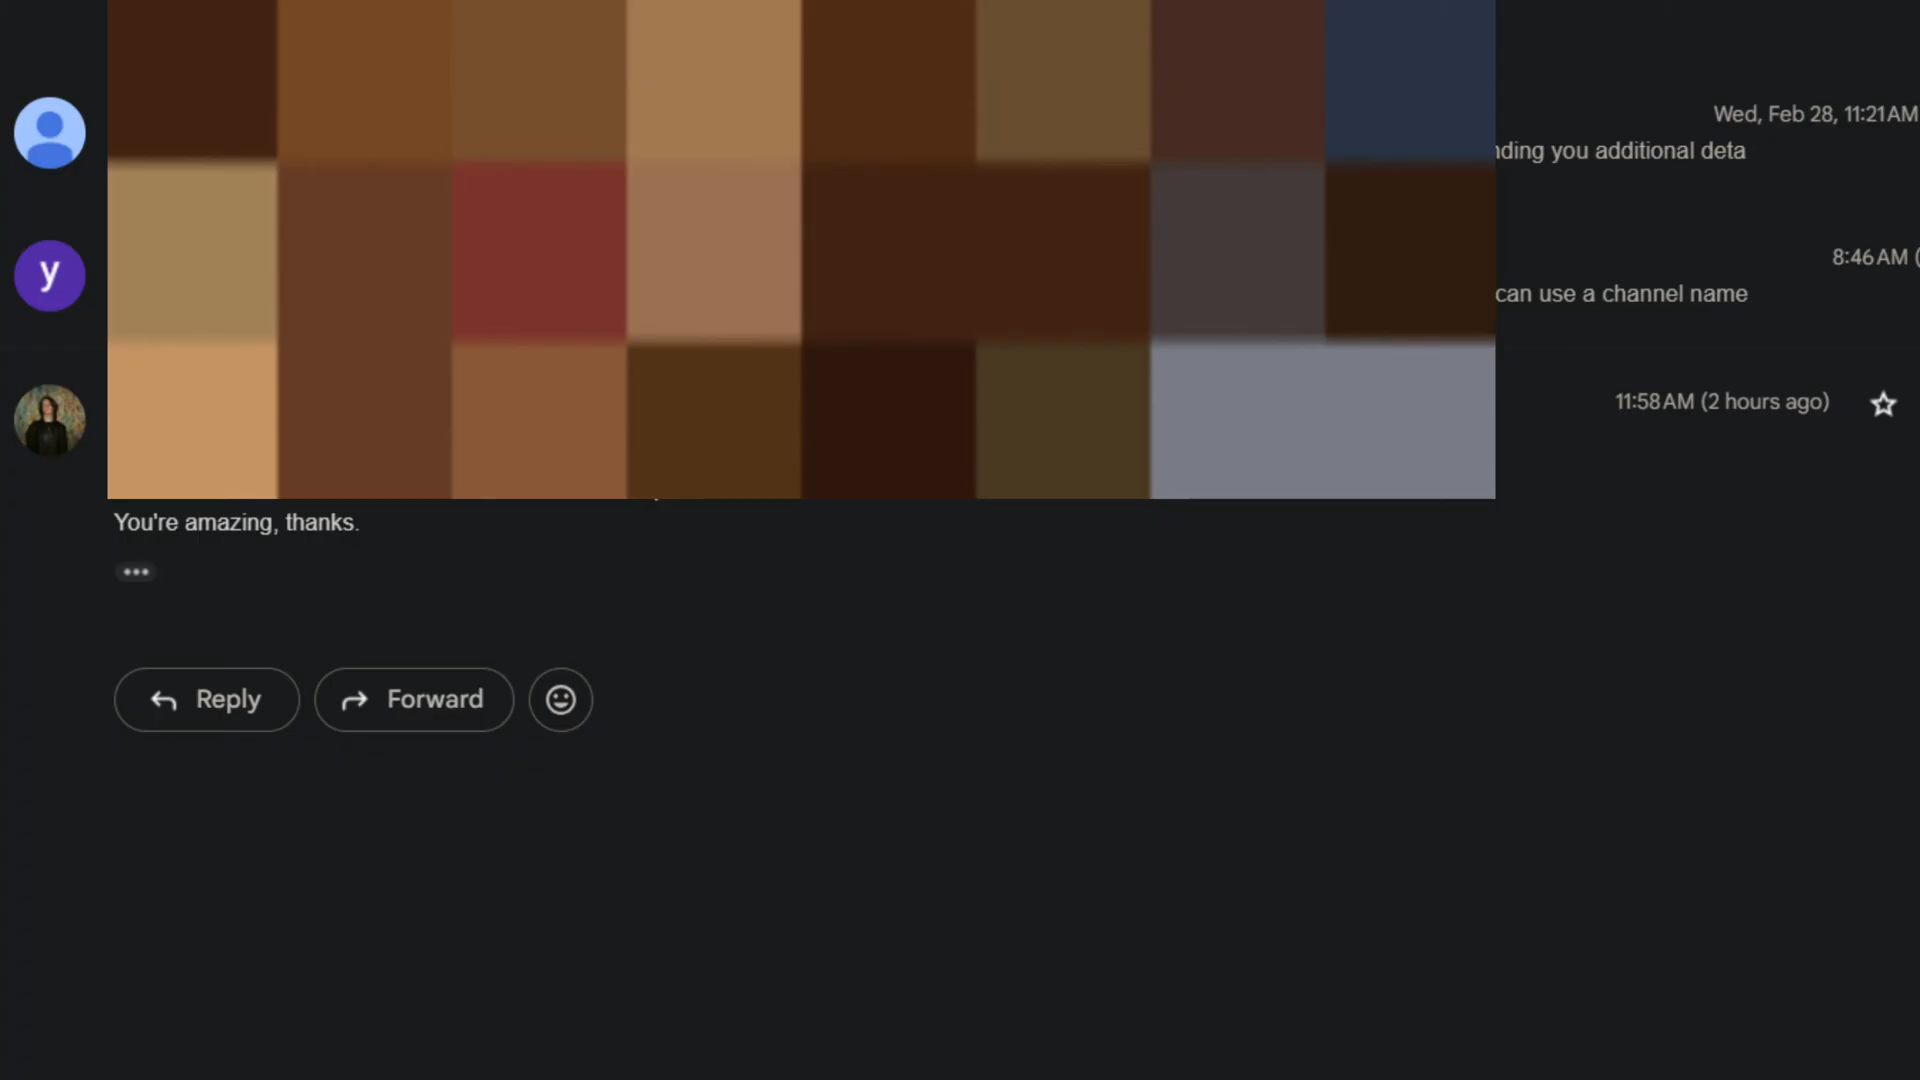 Wed, Feb 28, 11:21 AM
you additional deta
y
8:46 AM (
can use a channel name
11:58 AM (2 hours ago)
You're amazing, thanks.
Reply
Forward